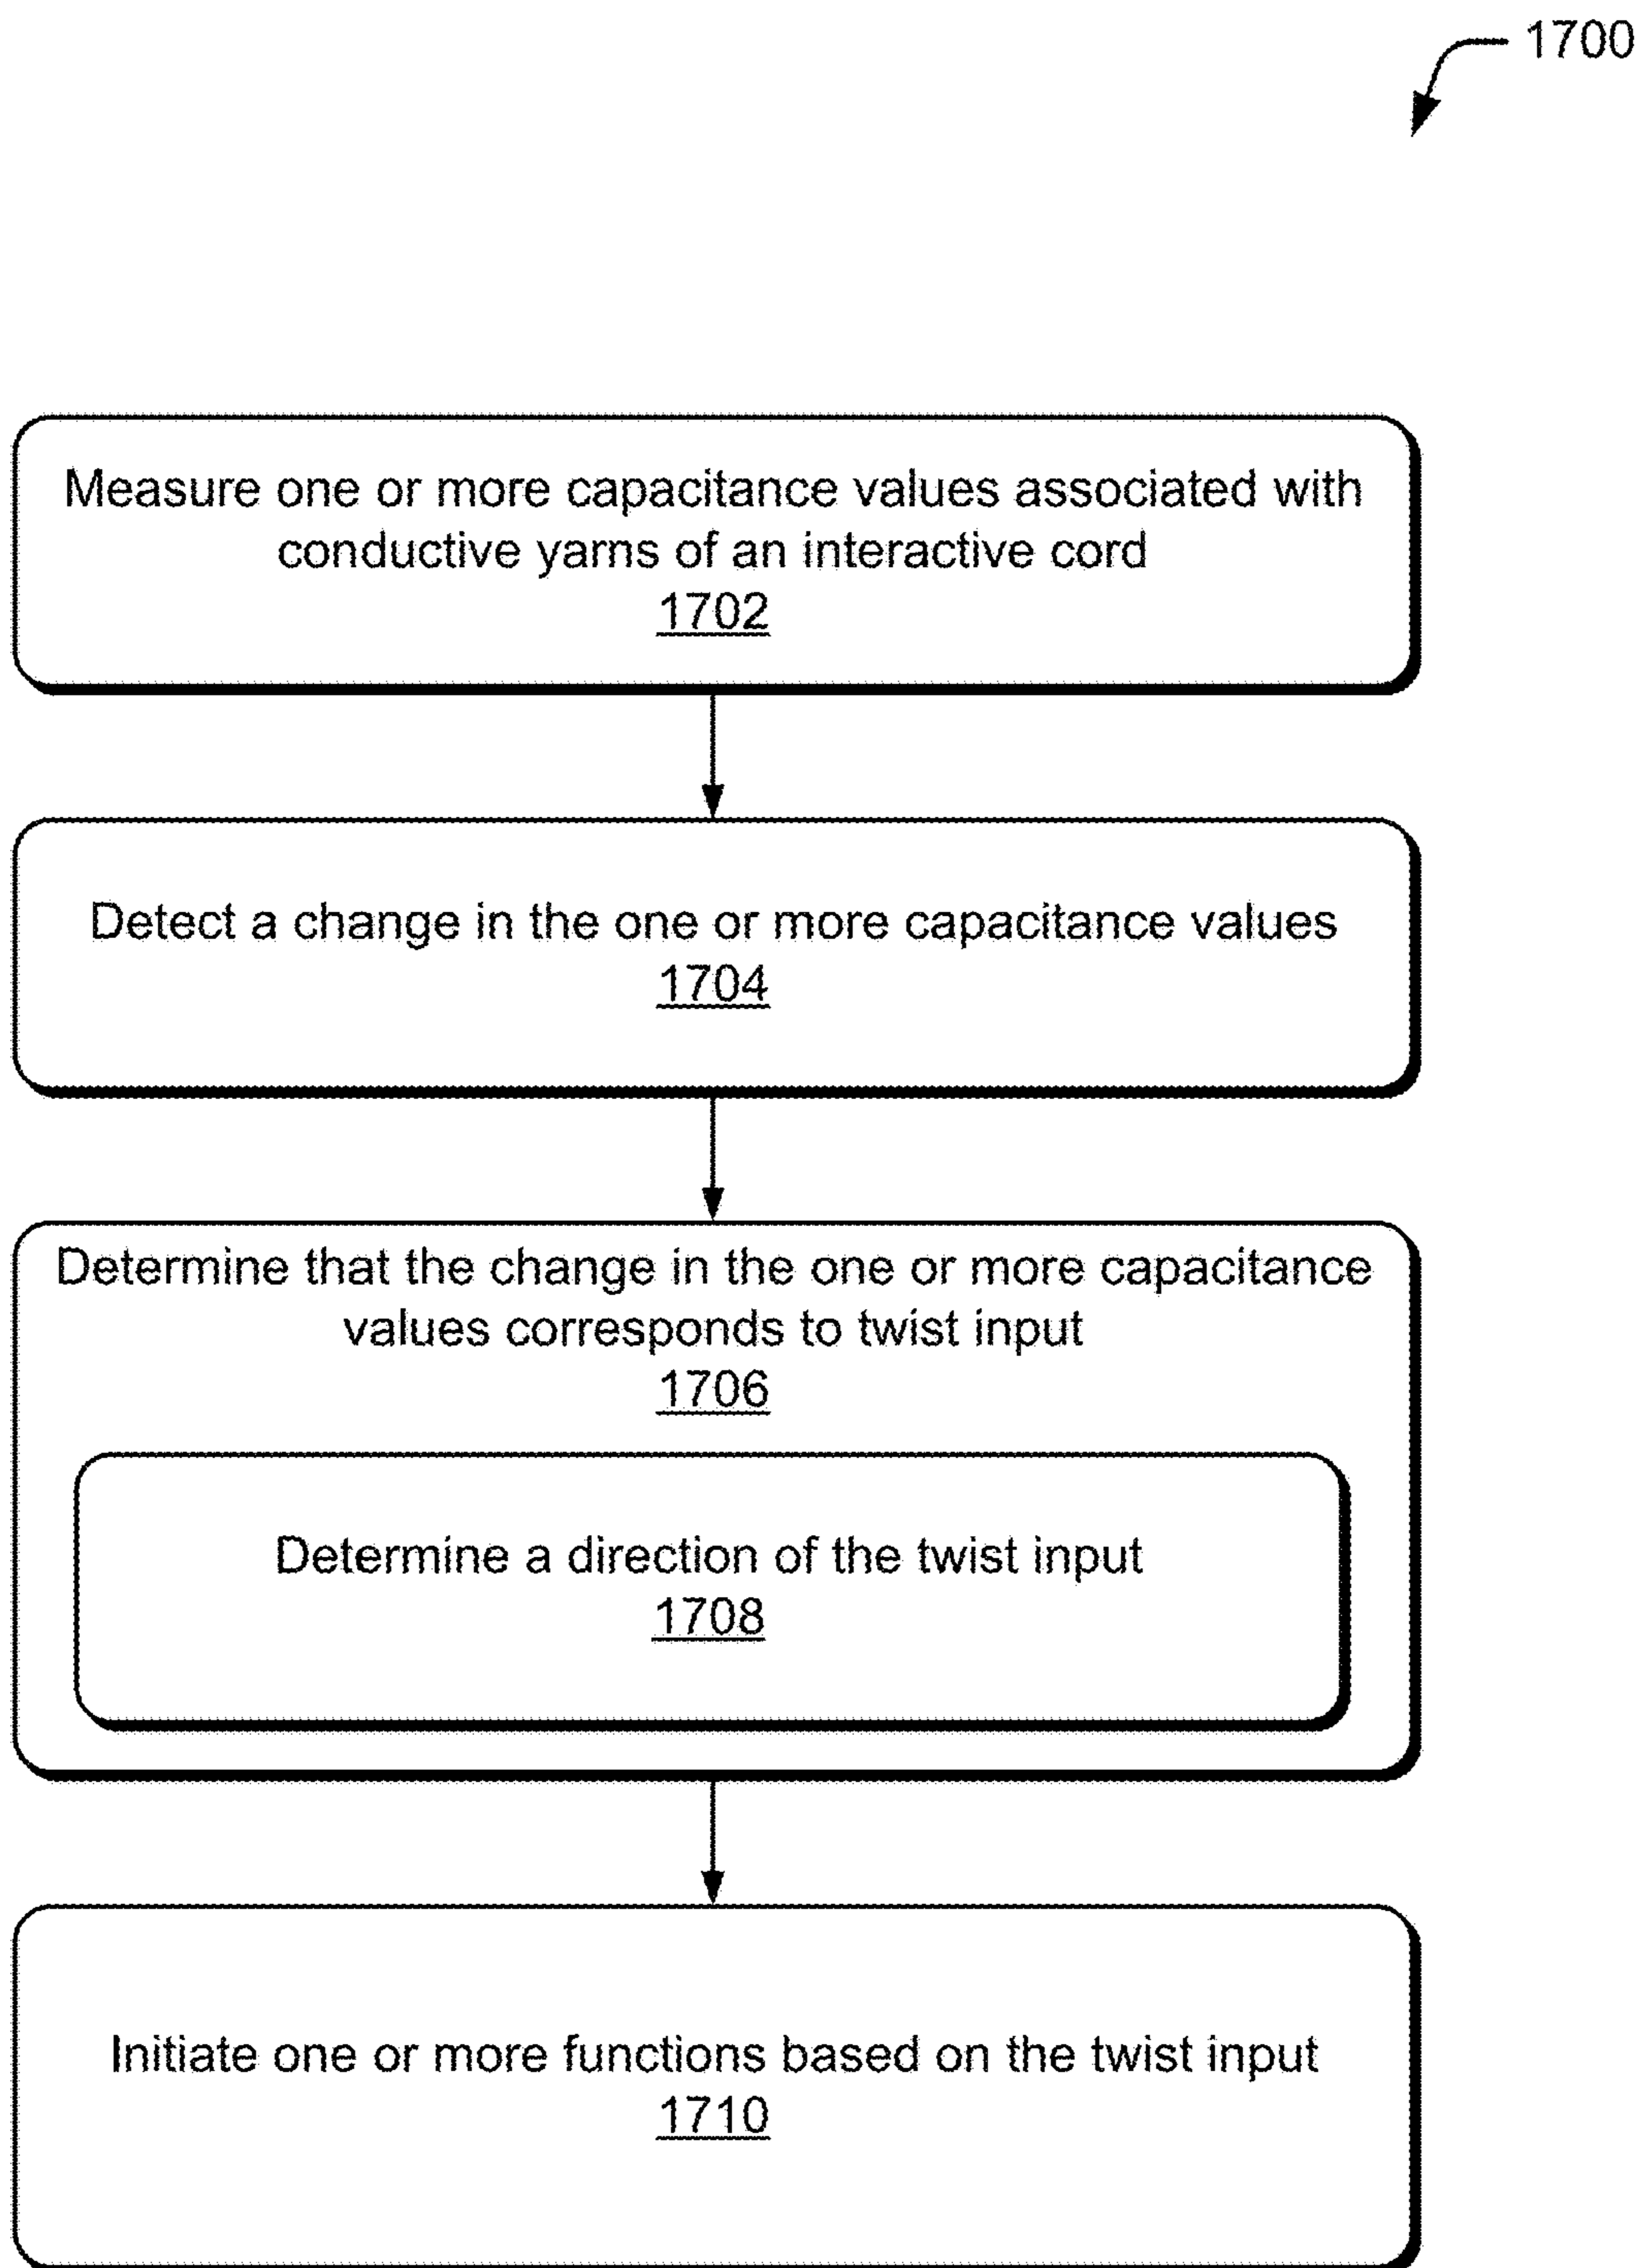 1700
Measure one or more capacitance values associated with
conductive yarns of an interactive cord
1702
Detect a change in the one or more capacitance values
1704
Determine that the change in the one or more capacitance
values corresponds to twist input
1706
Determine a direction of the twist input
1708
Initiate one or more functions based on the twist input
1710